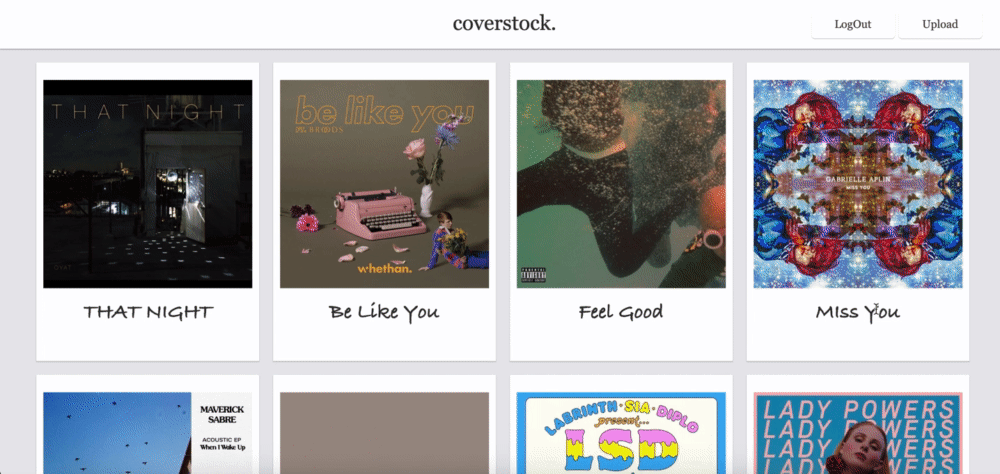 coverstock.
LogOut
Upload
THAT NIGHT
be like you
whethan.
PARENTAL
ADVISORY
GABRIELLE APLIN
MISS YOU
THAT NIGHT
Be Like You
Feel Good
MIss You
MAVERICK
SABRE
ACOUSTIC EP
When I Wake Up
LABRINTH · SIA · DIPLO
present...
LSD
LADY POWERS
LADY POWERS
LADY POWERS
LADY POWERS